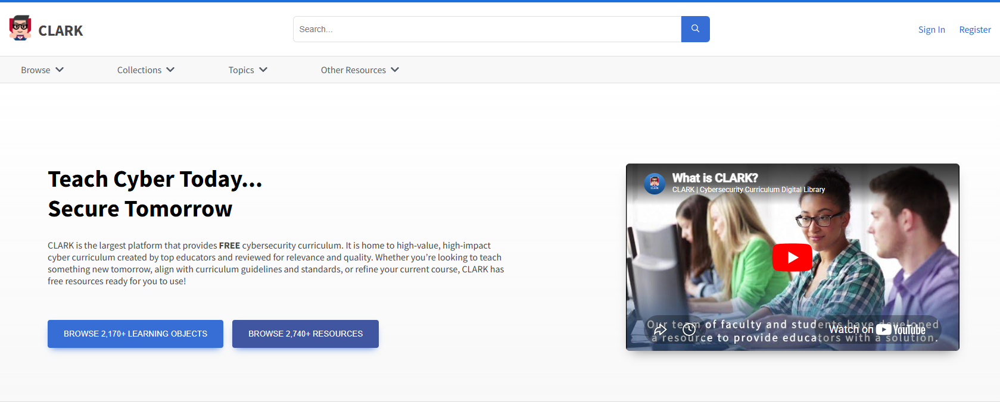 CLARK
Search...
Sign In
Register
Browse
Collections
Topics
Other Resources
Teach Cyber Today...
Secure Tomorrow
CLARK is the largest platform that provides FREE cybersecurity curriculum. It is home to high-value, high-impact
cyber curriculum created by top educators and reviewed for relevance and quality. Whether you’re looking to teach
something new tomorrow, align with curriculum guidelines and standards, or refine your current course, CLARK has
free resources ready for you to use!
BROWSE 2,170+ LEARNING OBJECTS
BROWSE 2,740+ RESOURCES
CLARK
What is CLARK?
CLARK | Cybersecurity Curriculum Digital Library
Our team of faculty and students have developed
a resource to provide educators with a solution.
Watch on YouTube